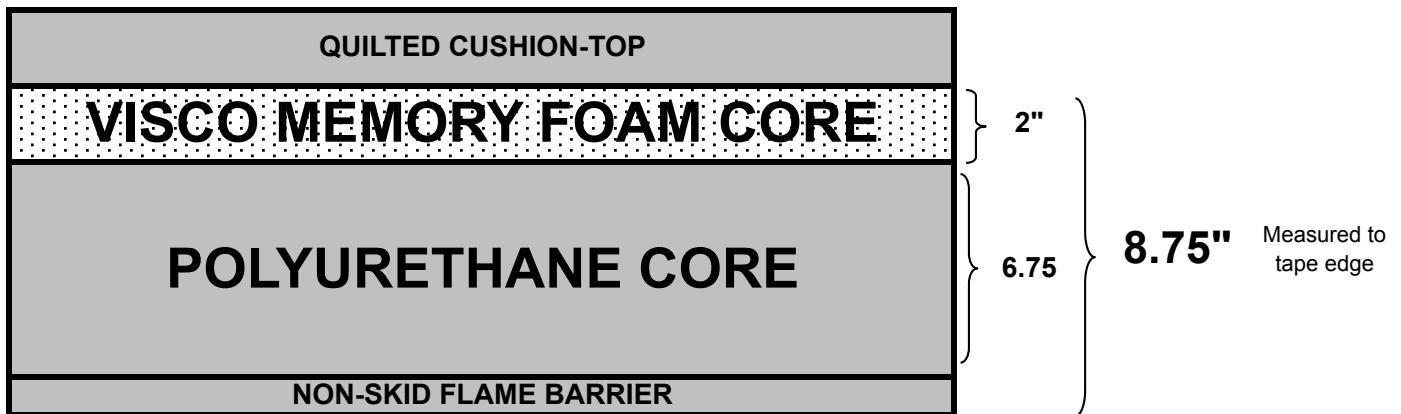 QUILTED CUSHION-TOP
VISCO MEMORY FOAM CORE
2"
POLYURETHANE CORE
6.75
8.75"
Measured to
tape edge
NON-SKID FLAME BARRIER